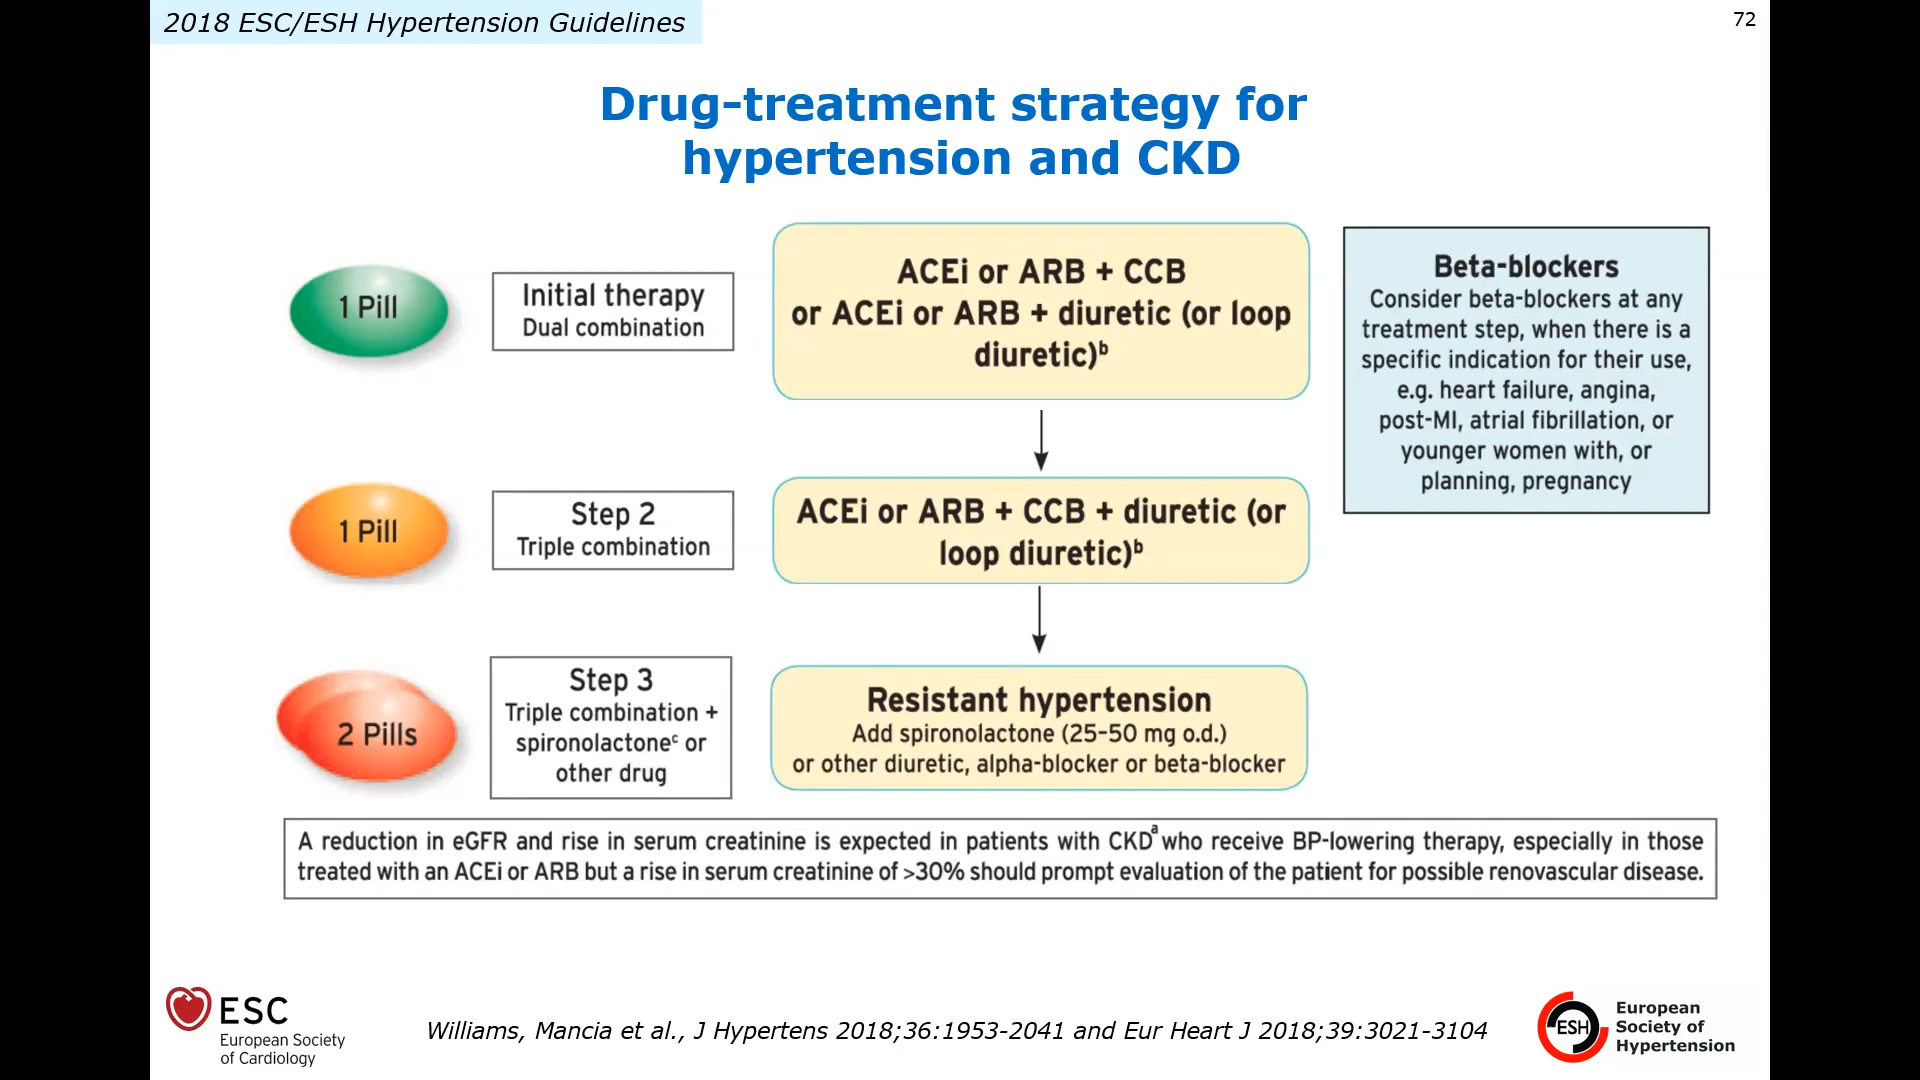 2018 ESC/ESH Hypertension Guidelines
72
Drug-treatment strategy for
hypertension and CKD
1 Pill
Initial therapy
Dual combination
ACEi or ARB + CCB
or ACEi or ARB + diuretic (or loop
diuretic)ᵇ
Beta-blockers
Consider beta-blockers at any
treatment step, when there is a
specific indication for their use,
e.g. heart failure, angina,
post-MI, atrial fibrillation, or
younger women with, or
planning, pregnancy
1 Pill
Step 2
Triple combination
ACEi or ARB + CCB + diuretic (or
loop diuretic)ᵇ
2 Pills
Step 3
Triple combination +
spironolactoneᶜ or
other drug
Resistant hypertension
Add spironolactone (25–50 mg o.d.)
or other diuretic, alpha-blocker or beta-blocker
A reduction in eGFR and rise in serum creatinine is expected in patients with CKDᵃ who receive BP-lowering therapy, especially in those
treated with an ACEi or ARB but a rise in serum creatinine of >30% should prompt evaluation of the patient for possible renovascular disease.
ESC
European Society
of Cardiology
Williams, Mancia et al., J Hypertens 2018;36:1953-2041 and Eur Heart J 2018;39:3021-3104
ESH
European
Society of
Hypertension